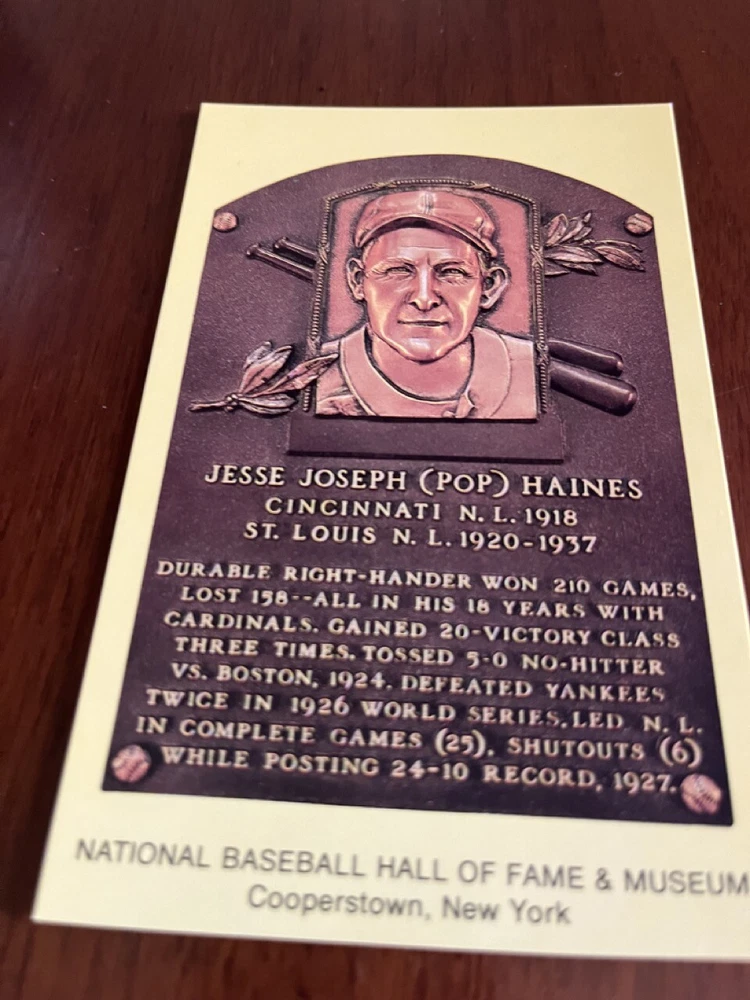 JESSE JOSEPH (POP) HAINES
CINCINNATI N. L. 1918
ST. LOUIS N. L. 1920-1937
DURABLE RIGHT-HANDER WON 210 GAMES,
LOST 158--ALL IN HIS 18 YEARS WITH
CARDINALS. GAINED 20-VICTORY CLASS
THREE TIMES. TOSSED 5-0 NO-HITTER
VS. BOSTON, 1924. DEFEATED YANKEES
TWICE IN 1926 WORLD SERIES. LED N. L.
IN COMPLETE GAMES (25), SHUTOUTS (6)
WHILE POSTING 24-10 RECORD, 1927.
NATIONAL BASEBALL HALL OF FAME & MUSEUM
Cooperstown, New York